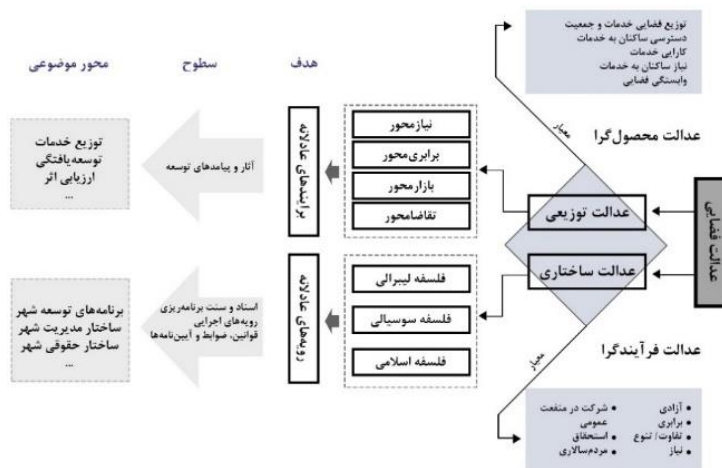 توزیع فضایی خدمات و جمعیت
دسترسی ساکنان به خدمات
کارایی خدمات
نیاز ساکنان به خدمات
وابستگی فضایی
معیار
عدالت محصول‌گرا
عدالت فضایی
عدالت توزیعی
عدالت ساختاری
عدالت فرآیندگرا
معیار
• آزادی
• برابری
• تفاوت/ تنوع
• نیاز
• شرکت در منفعت
عمومی
• استحقاق
• مردم‌سالاری
نیازمحور
برابری‌محور
بازارمحور
تقاضامحور
فلسفه لیبرالی
فلسفه سوسیالی
فلسفه اسلامی
هدف
برایندهای عادلانه
رویه‌های عادلانه
سطوح
آثار و پیامدهای توسعه
اسناد و سنت برنامه‌ریزی
رویه‌های اجرایی
قوانین، ضوابط و آیین‌نامه‌ها
محور موضوعی
توزیع خدمات
توسعه‌یافتگی
ارزیابی اثر
...
برنامه‌های توسعه شهر
ساختار مدیریت شهر
ساختار حقوقی شهر
...